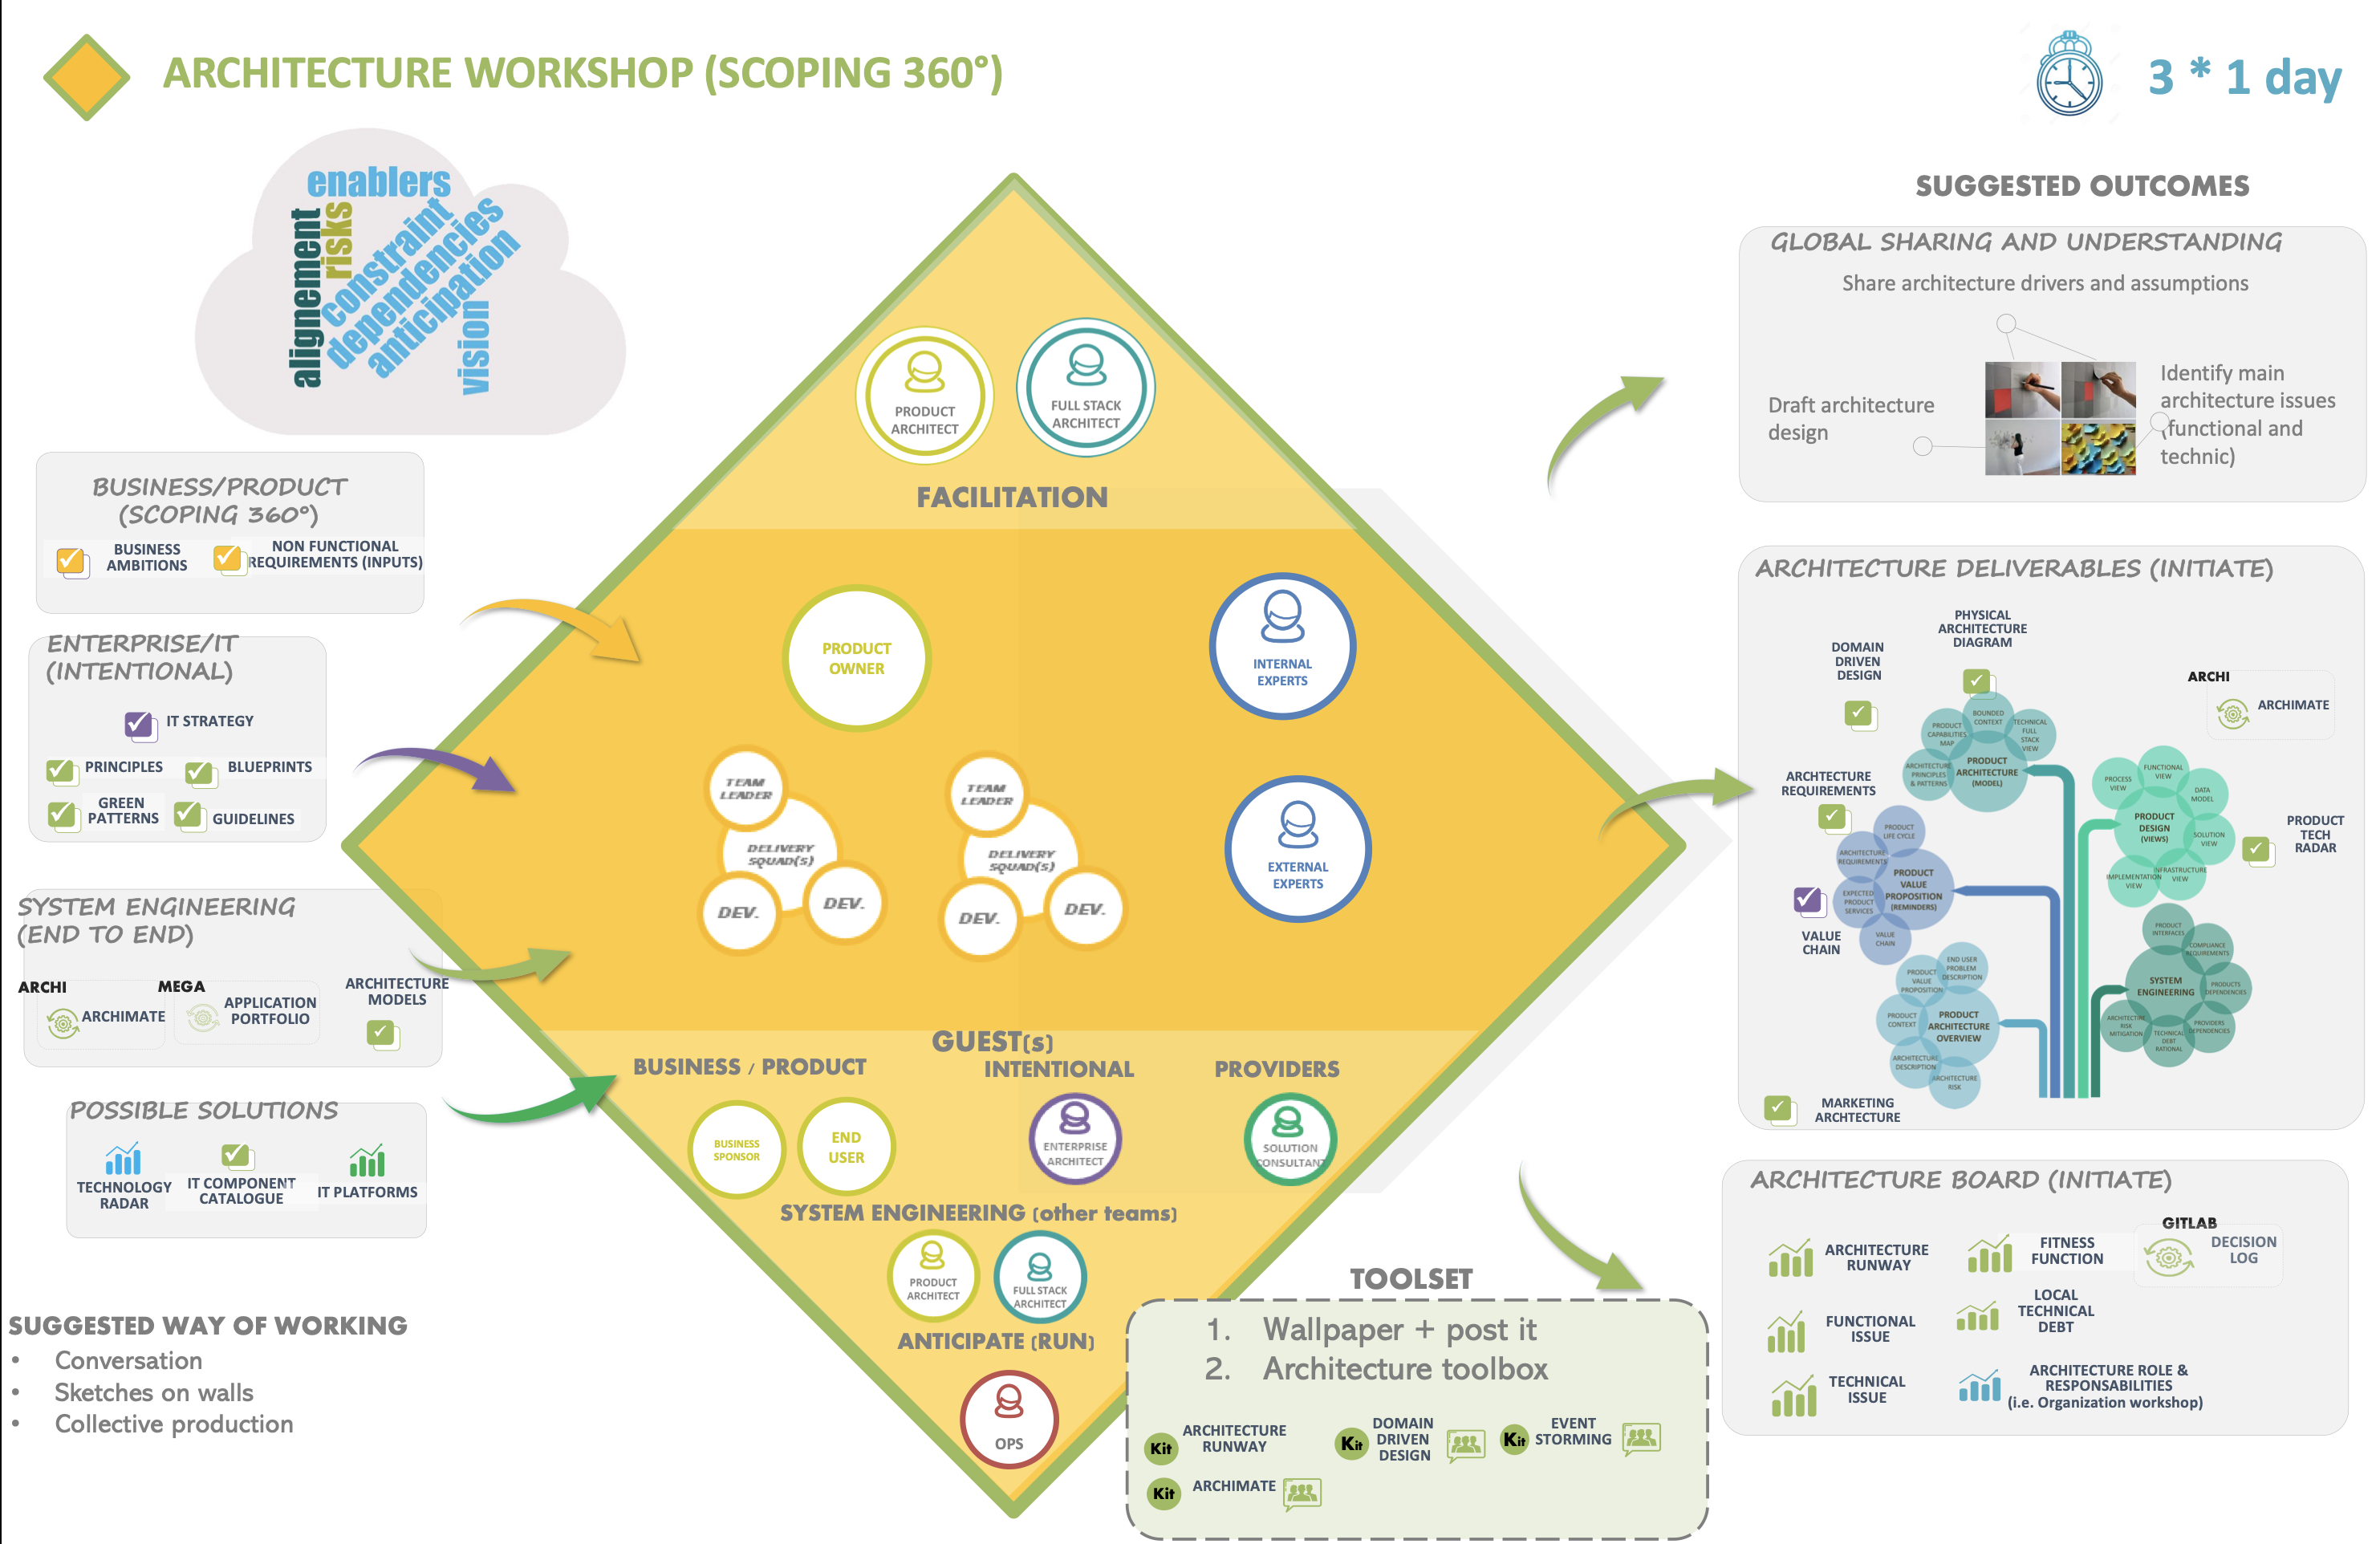 ARCHITECTURE WORKSHOP (SCOPING 360°)
3 * 1 day
enablers
alignement
risks
constraint
dependencies
anticipation
vision
BUSINESS/PRODUCT
(SCOPING 360°)
BUSINESS
AMBITIONS
NON FUNCTIONAL
REQUIREMENTS (INPUTS)
ENTERPRISE/IT
(INTENTIONAL)
IT STRATEGY
PRINCIPLES
BLUEPRINTS
GREEN
PATTERNS
GUIDELINES
SYSTEM ENGINEERING
(END TO END)
ARCHI
ARCHIMATE
MEGA
APPLICATION
PORTFOLIO
ARCHITECTURE
MODELS
POSSIBLE SOLUTIONS
TECHNOLOGY
RADAR
IT COMPONENT
CATALOGUE
IT PLATFORMS
SUGGESTED WAY OF WORKING
• Conversation
• Sketches on walls
• Collective production
PRODUCT
ARCHITECT
FULL STACK
ARCHITECT
FACILITATION
PRODUCT
OWNER
INTERNAL
EXPERTS
TEAM
LEADER
DELIVERY
SQUAD(S)
DEV.
DEV.
TEAM
LEADER
DELIVERY
SQUAD(S)
DEV.
DEV.
EXTERNAL
EXPERTS
GUEST(s)
BUSINESS / PRODUCT
INTENTIONAL
PROVIDERS
BUSINESS
SPONSOR
END
USER
ENTERPRISE
ARCHITECT
SOLUTION
CONSULTANT
SYSTEM ENGINEERING (other teams)
PRODUCT
ARCHITECT
FULL STACK
ARCHITECT
ANTICIPATE (RUN)
OPS
TOOLSET
1. Wallpaper + post it
2. Architecture toolbox
Kit
ARCHITECTURE
RUNWAY
Kit
DOMAIN
DRIVEN
DESIGN
Kit
EVENT
STORMING
Kit
ARCHIMATE
SUGGESTED OUTCOMES
GLOBAL SHARING AND UNDERSTANDING
Share architecture drivers and assumptions
Draft architecture
design
Identify main
architecture issues
(functional and
technic)
ARCHITECTURE DELIVERABLES (INITIATE)
PHYSICAL
ARCHITECTURE
DIAGRAM
DOMAIN
DRIVEN
DESIGN
ARCHI
ARCHIMATE
BOUNDED
CONTEXT
PRODUCT
CAPABILITIES
MAP
TECHNICAL
FULL
STACK
VIEW
ARCHITECTURE
PRINCIPLES
& PATTERNS
PRODUCT
ARCHITECTURE
(MODEL)
FUNCTIONAL
VIEW
PROCESS
VIEW
DATA
MODEL
PRODUCT
DESIGN
(VIEWS)
SOLUTION
VIEW
IMPLEMENTATION
VIEW
INFRASTRUCTURE
VIEW
PRODUCT
TECH
RADAR
ARCHTECTURE
REQUIREMENTS
PRODUCT
LIFE CYCLE
ARCHITECTURE
REQUIREMENTS
PRODUCT
VALUE
PROPOSITION
(REMINDERS)
EXPECTED
PRODUCT
SERVICES
VALUE
CHAIN
VALUE
CHAIN
END USER
PROBLEM
DESCRIPTION
PRODUCT
VALUE
PROPOSITION
PRODUCT
CONTEXT
PRODUCT
ARCHITECTURE
OVERVIEW
ARCHITECTURE
DESCRIPTION
ARCHITECTURE
RISK
PRODUCT
INTERFACES
COMPLIANCE
REQUIREMENTS
SYSTEM
ENGINEERING
PRODUCTS
DEPENDENCIES
ARCHITECTURE
RISK
MITIGATION
TECHNICAL
DEBT
RATIONAL
PROVIDERS
DEPENDENCIES
MARKETING
ARCHTECTURE
ARCHITECTURE BOARD (INITIATE)
ARCHITECTURE
RUNWAY
FITNESS
FUNCTION
GITLAB
DECISION
LOG
FUNCTIONAL
ISSUE
LOCAL
TECHNICAL
DEBT
TECHNICAL
ISSUE
ARCHITECTURE ROLE &
RESPONSABILITIES
(i.e. Organization workshop)